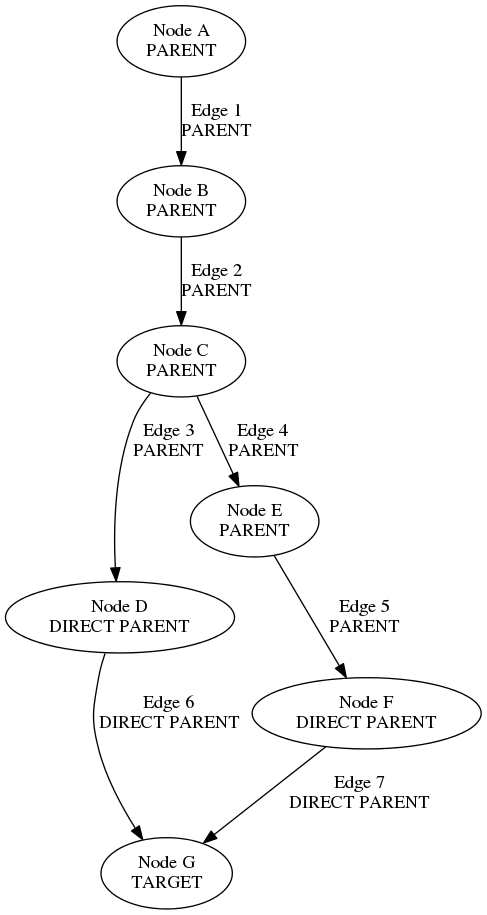 Node A
PARENT
Edge 1
PARENT
Node B
PARENT
Edge 2
PARENT
Node C
PARENT
Edge 3
PARENT
Edge 4
PARENT
Node E
PARENT
Node D
DIRECT PARENT
Edge 5
PARENT
Edge 6
DIRECT PARENT
Node F
DIRECT PARENT
Edge 7
DIRECT PARENT
Node G
TARGET